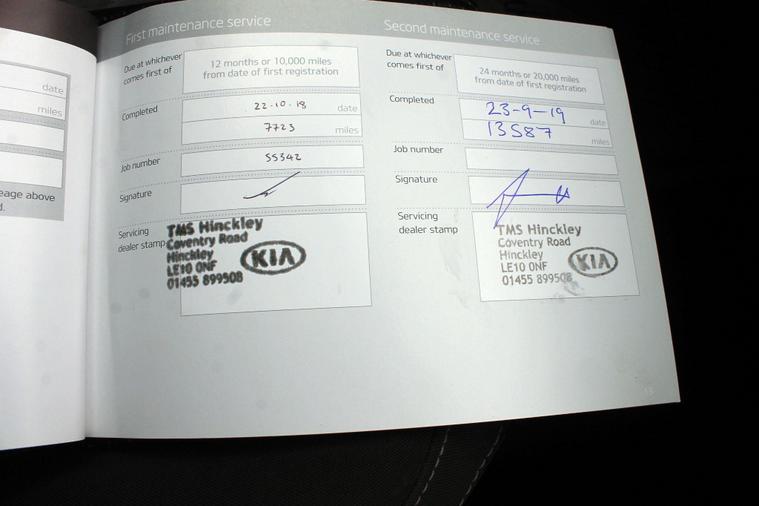 date
miles
eage above
d.
First maintenance service
Due at whichever
comes first of
12 months or 10,000 miles
from date of first registration
Completed
22-10-18 date
7723 miles
Job number
55342
Signature
Servicing
dealer stamp
TMS Hinckley
Coventry Road
Hinckley
LE10 0NF
01455 899508
KIA
Second maintenance service
Due at whichever
comes first of
24 months or 20,000 miles
from date of first registration
Completed
23-9-19 date
13587 miles
Job number
Signature
Servicing
dealer stamp
TMS Hinckley
Coventry Road
Hinckley
LE10 0NF
01455 899508
KIA